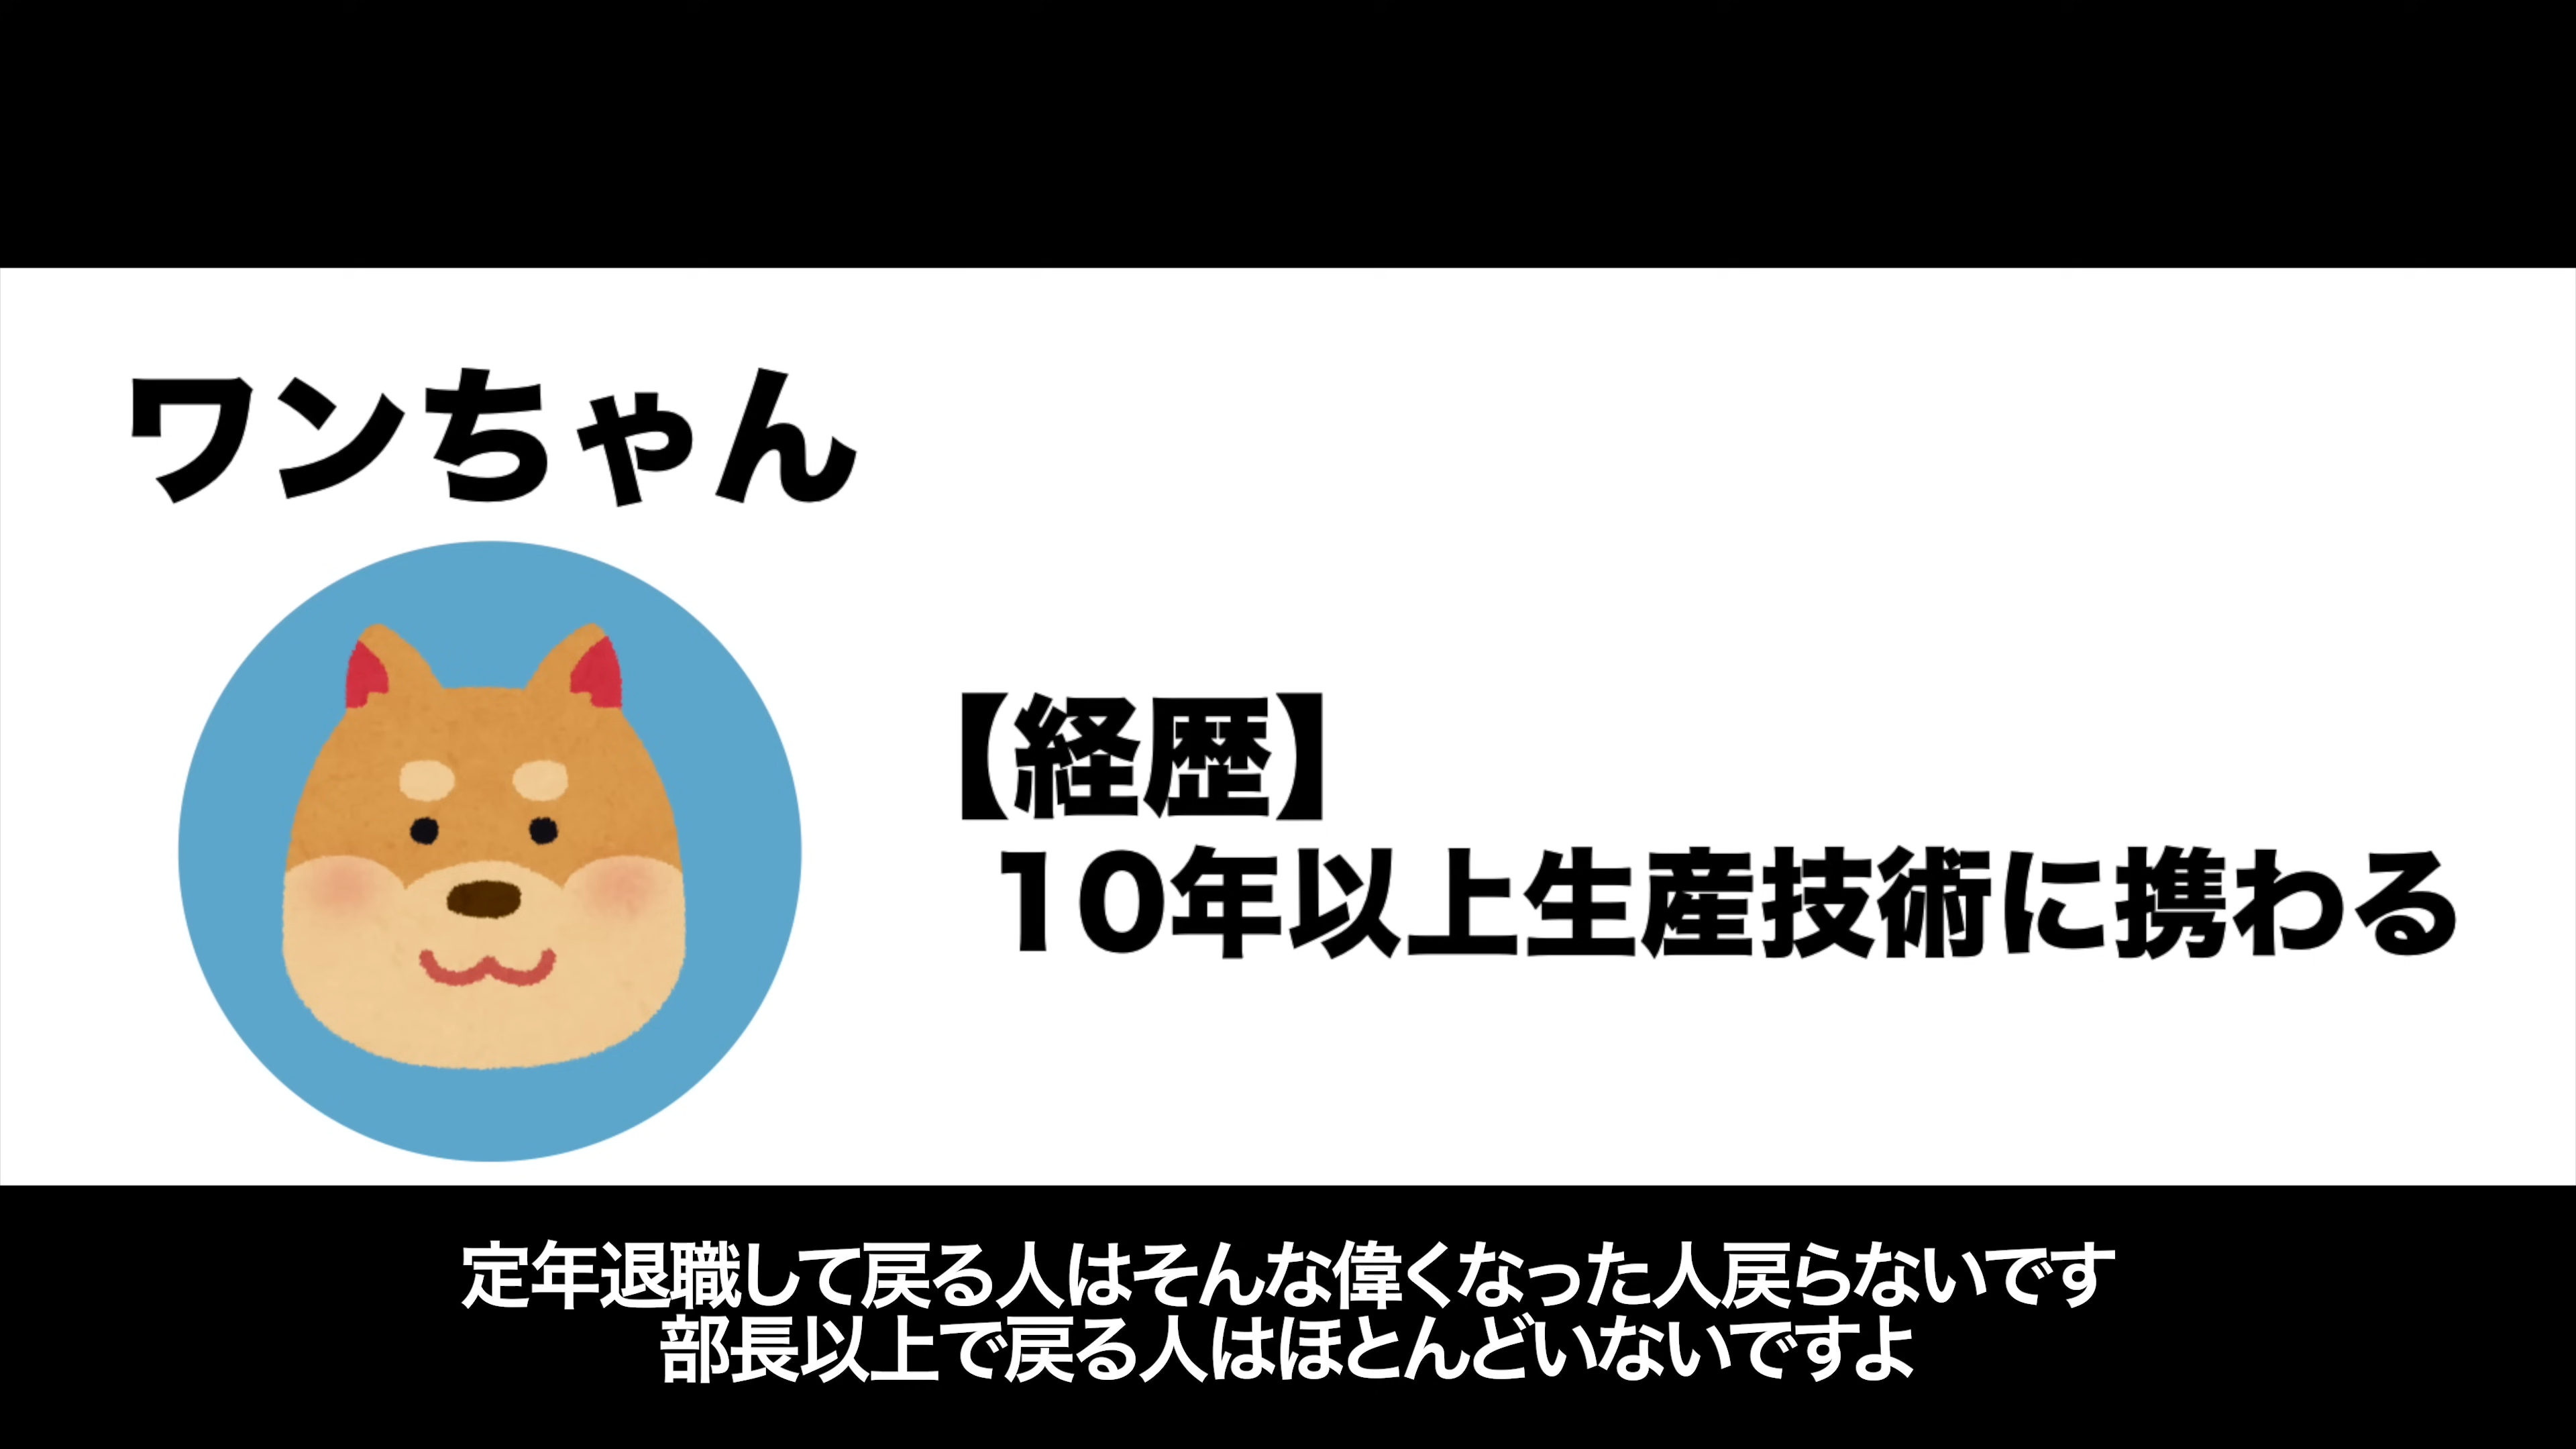 ワンちゃん
【経歴】
10年以上生産技術に携わる
定年退職して戻る人はそんな偉くなった人戻らないです
部長以上で戻る人はほとんどいないですよ